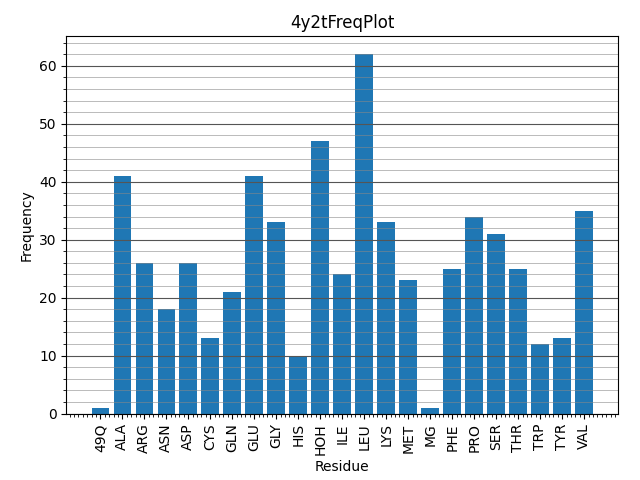 4y2tFreqPlot
Frequency
60
50
40
30
20
10
0
49Q ALA ARG ASN ASP CYS GLN GLU GLY HIS HOH ILE LEU LYS MET MG PHE PRO SER THR TRP TYR VAL
Residue